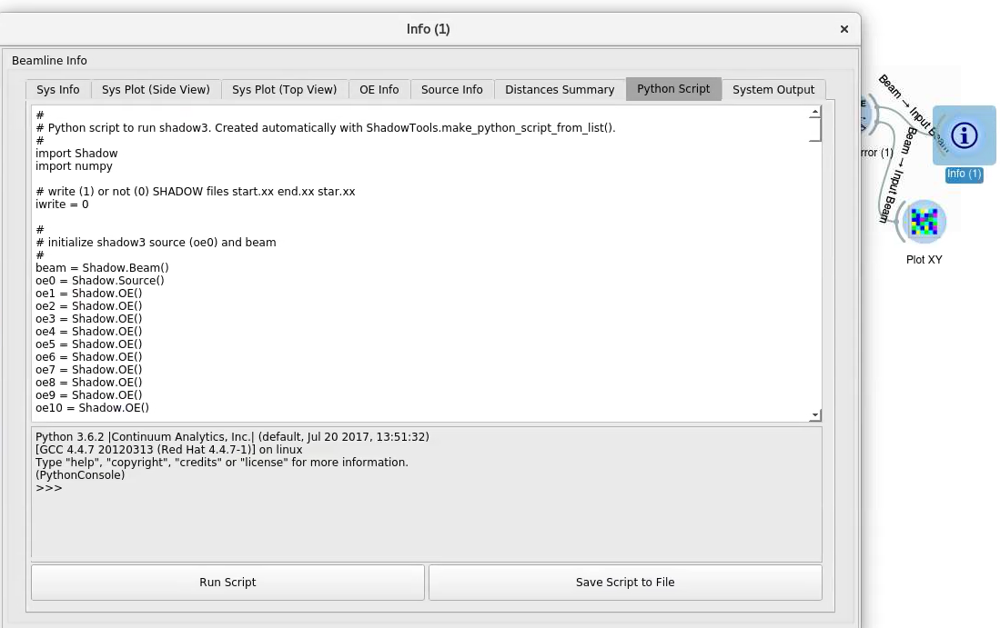 Info (1)
×
Beamline Info
Sys Info
Sys Plot (Side View)
Sys Plot (Top View)
OE Info
Source Info
Distances Summary
Python Script
System Output
#
# Python script to run shadow3. Created automatically with ShadowTools.make_python_script_from_list().
#
import Shadow
import numpy
# write (1) or not (0) SHADOW files start.xx end.xx star.xx
iwrite = 0
#
# initialize shadow3 source (oe0) and beam
#
beam = Shadow.Beam()
oe0 = Shadow.Source()
oe1 = Shadow.OE()
oe2 = Shadow.OE()
oe3 = Shadow.OE()
oe4 = Shadow.OE()
oe5 = Shadow.OE()
oe6 = Shadow.OE()
oe7 = Shadow.OE()
oe8 = Shadow.OE()
oe9 = Shadow.OE()
oe10 = Shadow.OE()
Python 3.6.2 |Continuum Analytics, Inc.| (default, Jul 20 2017, 13:51:32)
[GCC 4.4.7 20120313 (Red Hat 4.4.7-1)] on linux
Type "help", "copyright", "credits" or "license" for more information.
(PythonConsole)
>>>
Run Script
Save Script to File
Beam → Input Beam
Beam → Input Beam
rror (1)
Info (1)
Plot XY